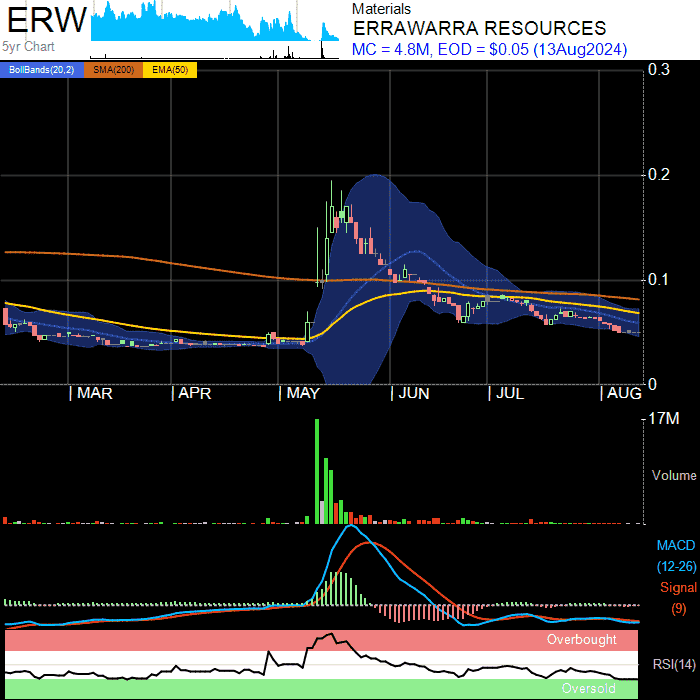 ERW
5yr Chart
Materials
ERRAWARRA RESOURCES
MC = 4.8M, EOD = $0.05 (13Aug2024)
BollBands(20,2) SMA(200) EMA(50)
0.3
0.2
0.1
0
MAR APR MAY JUN JUL AUG
17M
Volume
MACD
(12-26)
Signal
(9)
Overbought
RSI(14)
Oversold